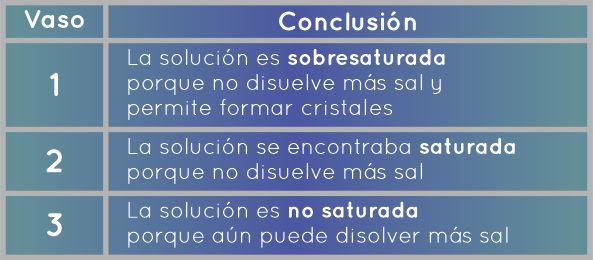 Vaso Conclusión
1 La solución es sobresaturada
porque no disuelve más sal y
permite formar cristales
2 La solución se encontraba saturada
porque no disuelve más sal
3 La solución es no saturada
porque aún puede disolver más sal